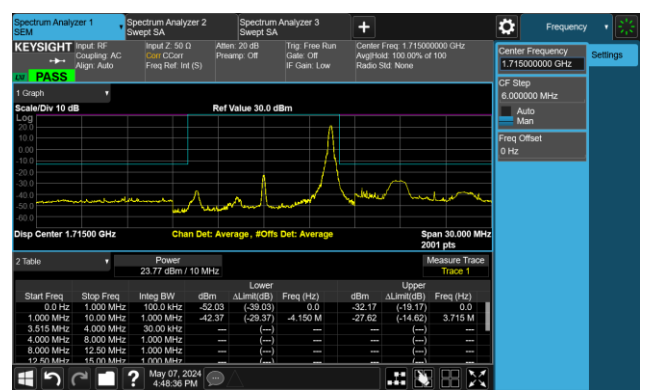 Spectrum Analyzer 1
SEM
Spectrum Analyzer 2
Swept SA
Spectrum Analyzer 3
Swept SA
+
Frequency
KEYSIGHT
Input: RF
Coupling: AC
Align: Auto
Input Z: 50 Ω
Corr CCorr
Freq Ref: Int (S)
Atten: 20 dB
Preamp: Off
Trig: Free Run
Gate: Off
IF Gain: Low
Center Freq: 1.715000000 GHz
Avg|Hold: 100.00% of 100
Radio Std: None
PASS
Center Frequency
1.715000000 GHz
Settings
CF Step
6.000000 MHz
Auto
Man
Freq Offset
0 Hz
1 Graph
Scale/Div 10 dB
Ref Value 30.0 dBm
Log
20.0
10.0
0.00
-10.0
-20.0
-30.0
-40.0
-50.0
-60.0
Disp Center 1.71500 GHz
Chan Det: Average, #Offs Det: Average
Span 30.000 MHz
2001 pts
2 Table
Power
23.77 dBm / 10 MHz
Measure Trace
Trace 1
Lower Upper
Start Freq Stop Freq Integ BW dBm ΔLimit(dB) Freq (Hz) dBm ΔLimit(dB) Freq (Hz)
0.0 Hz 1.000 MHz 100.0 kHz -52.03 (-39.03) 0.0 -32.17 (-19.17) 0.0
1.000 MHz 10.00 MHz 1.000 MHz -42.37 (-29.37) -4.150 M -27.62 (-14.62) 3.715 M
3.515 MHz 4.000 MHz 30.00 kHz --- (---) --- --- (---) ---
4.000 MHz 8.000 MHz 1.000 MHz --- (---) --- --- (---) ---
8.000 MHz 12.50 MHz 1.000 MHz --- (---) --- --- (---) ---
12.50 MHz 15.00 MHz 1.000 MHz --- (---) --- --- (---) ---
?
May 07, 2024
4:48:36 PM